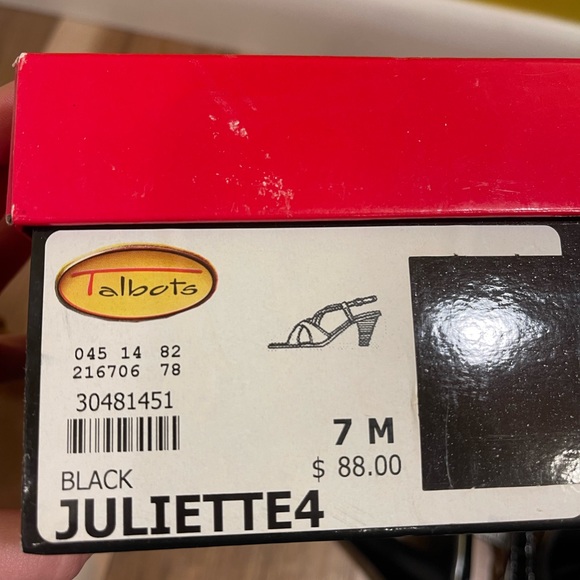 Talbots
045 14 82
216706 78
30481451
7 M
$ 88.00
BLACK
JULIETTE4